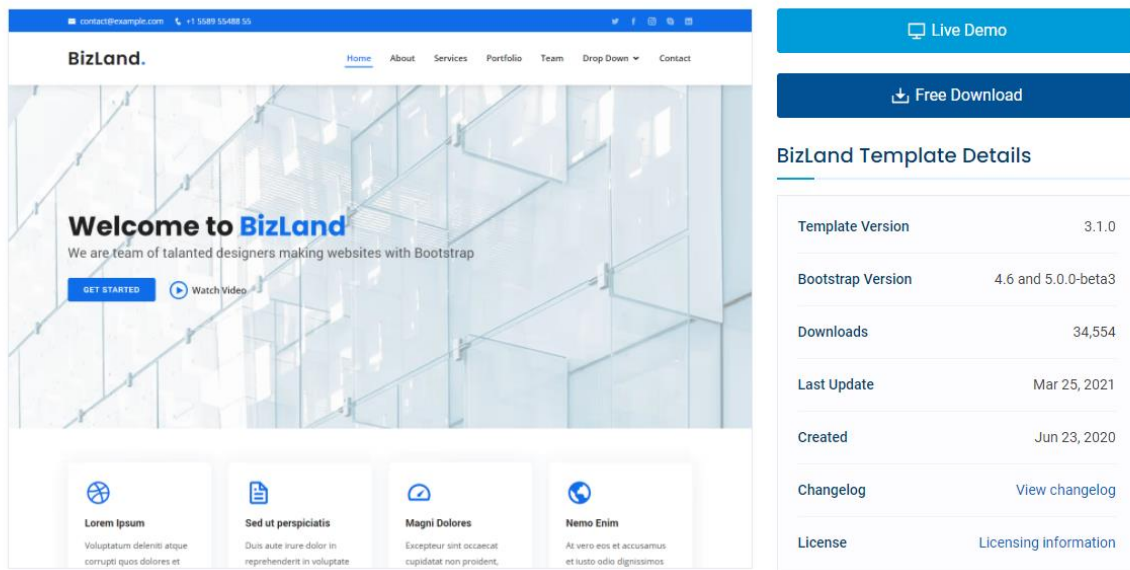 contact@example.com +1 5589 55488 55
BizLand.
Home About Services Portfolio Team Drop Down Contact
Welcome to BizLand
We are team of talanted designers making websites with Bootstrap
GET STARTED Watch Video
Lorem Ipsum
Voluptatum deleniti atque
corrupti quos dolores et
Sed ut perspiciatis
Duis aute irure dolor in
reprehenderit in voluptate
Magni Dolores
Excepteur sint occaecat
cupidatat non proident,
Nemo Enim
At vero eos et accusamus
et iusto odio dignissimos
Live Demo
Free Download
BizLand Template Details
Template Version 3.1.0
Bootstrap Version 4.6 and 5.0.0-beta3
Downloads 34,554
Last Update Mar 25, 2021
Created Jun 23, 2020
Changelog View changelog
License Licensing information